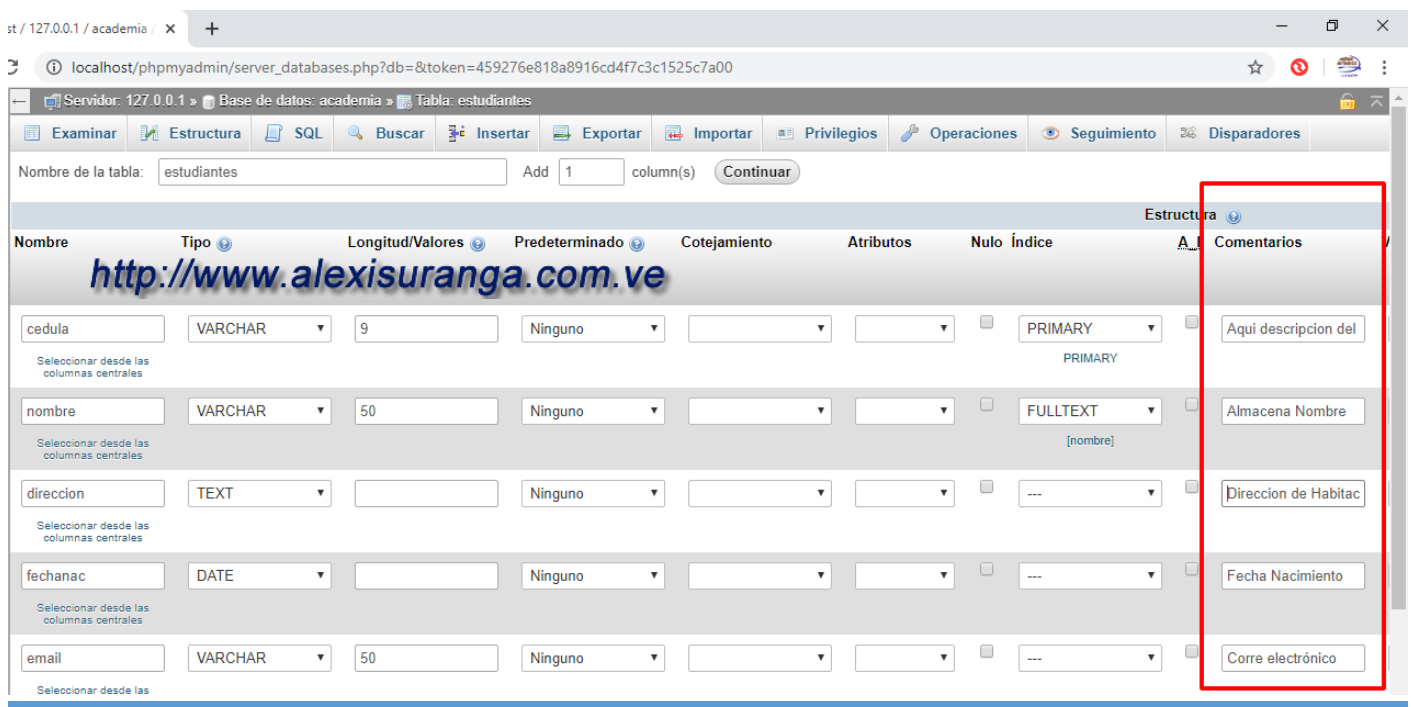 st / 127.0.0.1 / academia /
localhost/phpmyadmin/server_databases.php?db=&token=459276e818a8916cd4f7c3c1525c7a00
Servidor: 127.0.0.1 » Base de datos: academia » Tabla: estudiantes
Examinar Estructura SQL Buscar Insertar Exportar Importar Privilegios Operaciones Seguimiento Disparadores
Nombre de la tabla: estudiantes Add 1 column(s) Continuar
Estructura
Nombre Tipo Longitud/Valores Predeterminado Cotejamiento Atributos Nulo Índice A_I Comentarios
http://www.alexisuranga.com.ve
cedula VARCHAR 9 Ninguno PRIMARY Aqui descripcion del
Seleccionar desde las PRIMARY
columnas centrales
nombre VARCHAR 50 Ninguno FULLTEXT Almacena Nombre
Seleccionar desde las [nombre]
columnas centrales
direccion TEXT Ninguno --- Direccion de Habitac
Seleccionar desde las
columnas centrales
fechanac DATE Ninguno --- Fecha Nacimiento
Seleccionar desde las
columnas centrales
email VARCHAR 50 Ninguno --- Corre electrónico
Seleccionar desde las